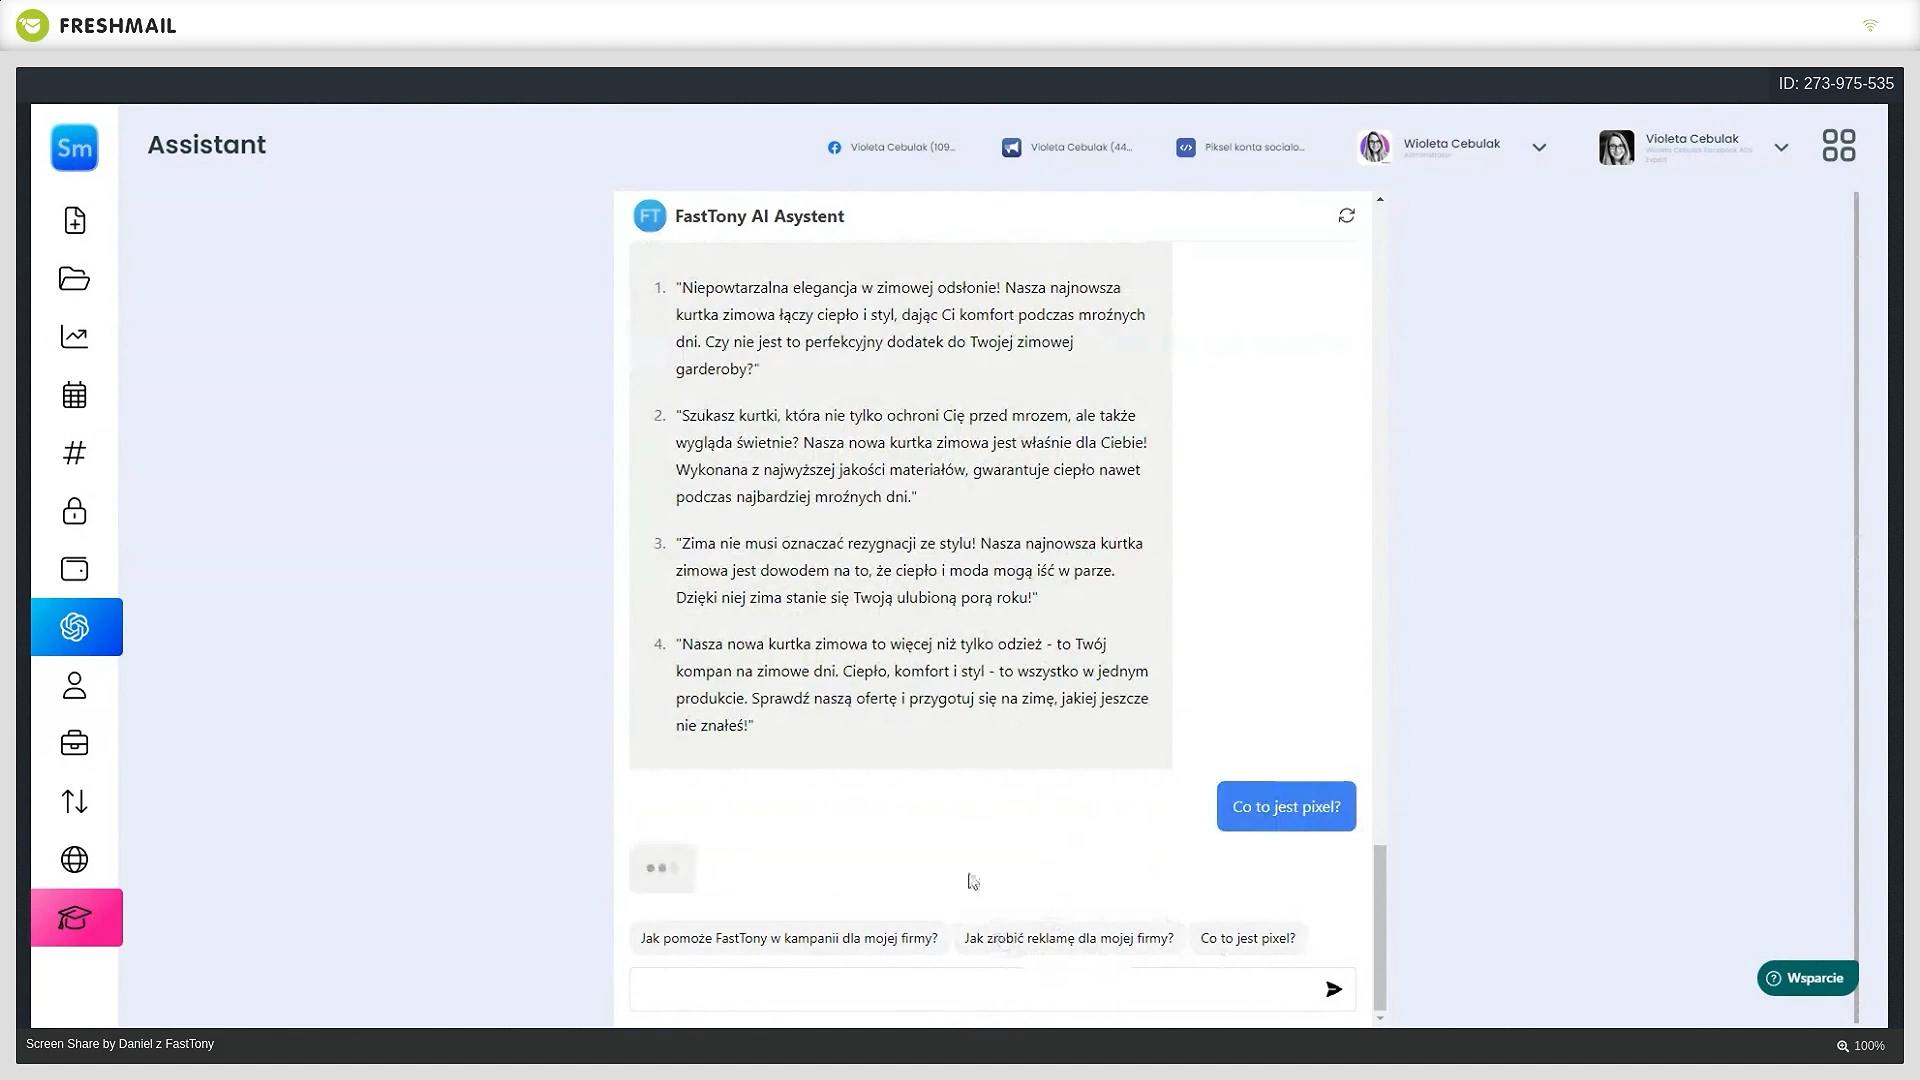 FRESHMAIL
ID: 273-975-535
Sm
Assistant
Violeta Cebulak (109...
Violeta Cebulak (44...
Piksel konta socialo...
Wioleta Cebulak
Administrator
Violeta Cebulak
Wioleta Cebulak Facebook ADS
Expert
FT
FastTony AI Asystent
1. "Niepowtarzalna elegancja w zimowej odsłonie! Nasza najnowsza
kurtka zimowa łączy ciepło i styl, dając Ci komfort podczas mroźnych
dni. Czy nie jest to perfekcyjny dodatek do Twojej zimowej
garderoby?"
2. "Szukasz kurtki, która nie tylko ochroni Cię przed mrozem, ale także
wygląda świetnie? Nasza nowa kurtka zimowa jest właśnie dla Ciebie!
Wykonana z najwyższej jakości materiałów, gwarantuje ciepło nawet
podczas najbardziej mroźnych dni."
3. "Zima nie musi oznaczać rezygnacji ze stylu! Nasza najnowsza kurtka
zimowa jest dowodem na to, że ciepło i moda mogą iść w parze.
Dzięki niej zima stanie się Twoją ulubioną porą roku!"
4. "Nasza nowa kurtka zimowa to więcej niż tylko odzież - to Twój
kompan na zimowe dni. Ciepło, komfort i styl - to wszystko w jednym
produkcie. Sprawdź naszą ofertę i przygotuj się na zimę, jakiej jeszcze
nie znałeś!"
Co to jest pixel?
Jak pomoże FastTony w kampanii dla mojej firmy?
Jak zrobić reklamę dla mojej firmy?
Co to jest pixel?
Wsparcie
Screen Share by Daniel z FastTony
100%